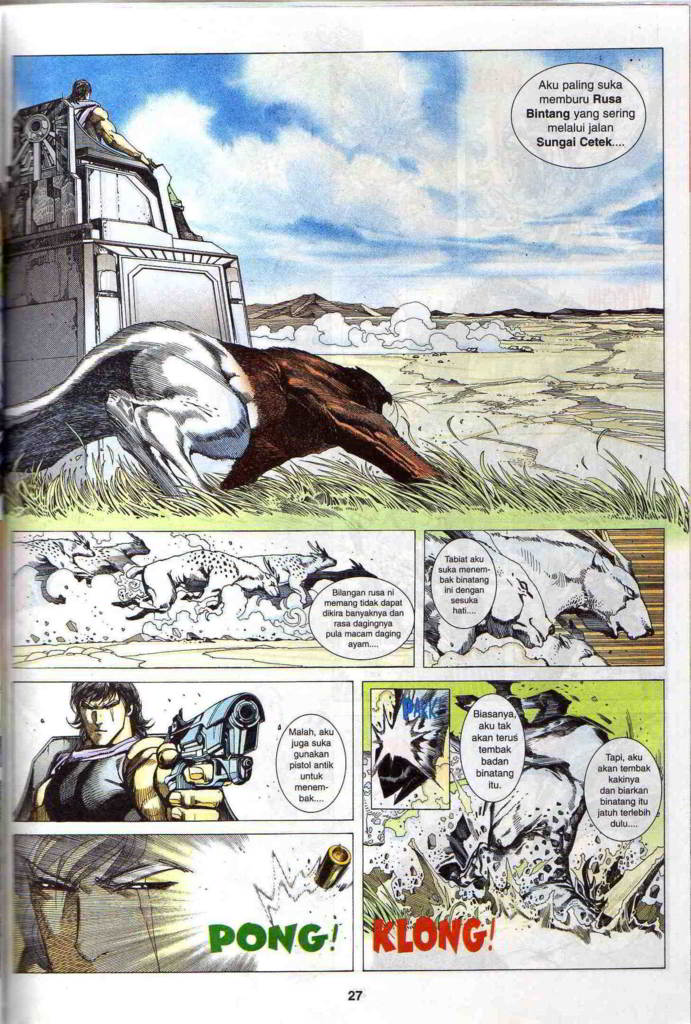 Aku paling suka
memburu Rusa
Bintang yang sering
melalui jalan
Sungai Cetek....
Bilangan rusa ni
memang tidak dapat
dikira banyaknya dan
rasa dagingnya
pula macam daging
ayam....
Tabiat aku
suka menem-
bak binatang
ini dengan
sesuka
hati....
Malah, aku
juga suka
gunakan
pistol antik
untuk
menem-
bak....
PONG!
PARK
Biasanya,
aku tak
akan terus
tembak
badan
binatang
itu.
Tapi, aku
akan tembak
kakinya
dan biarkan
binatang itu
jatuh terlebih
dulu....
KLONG!
27